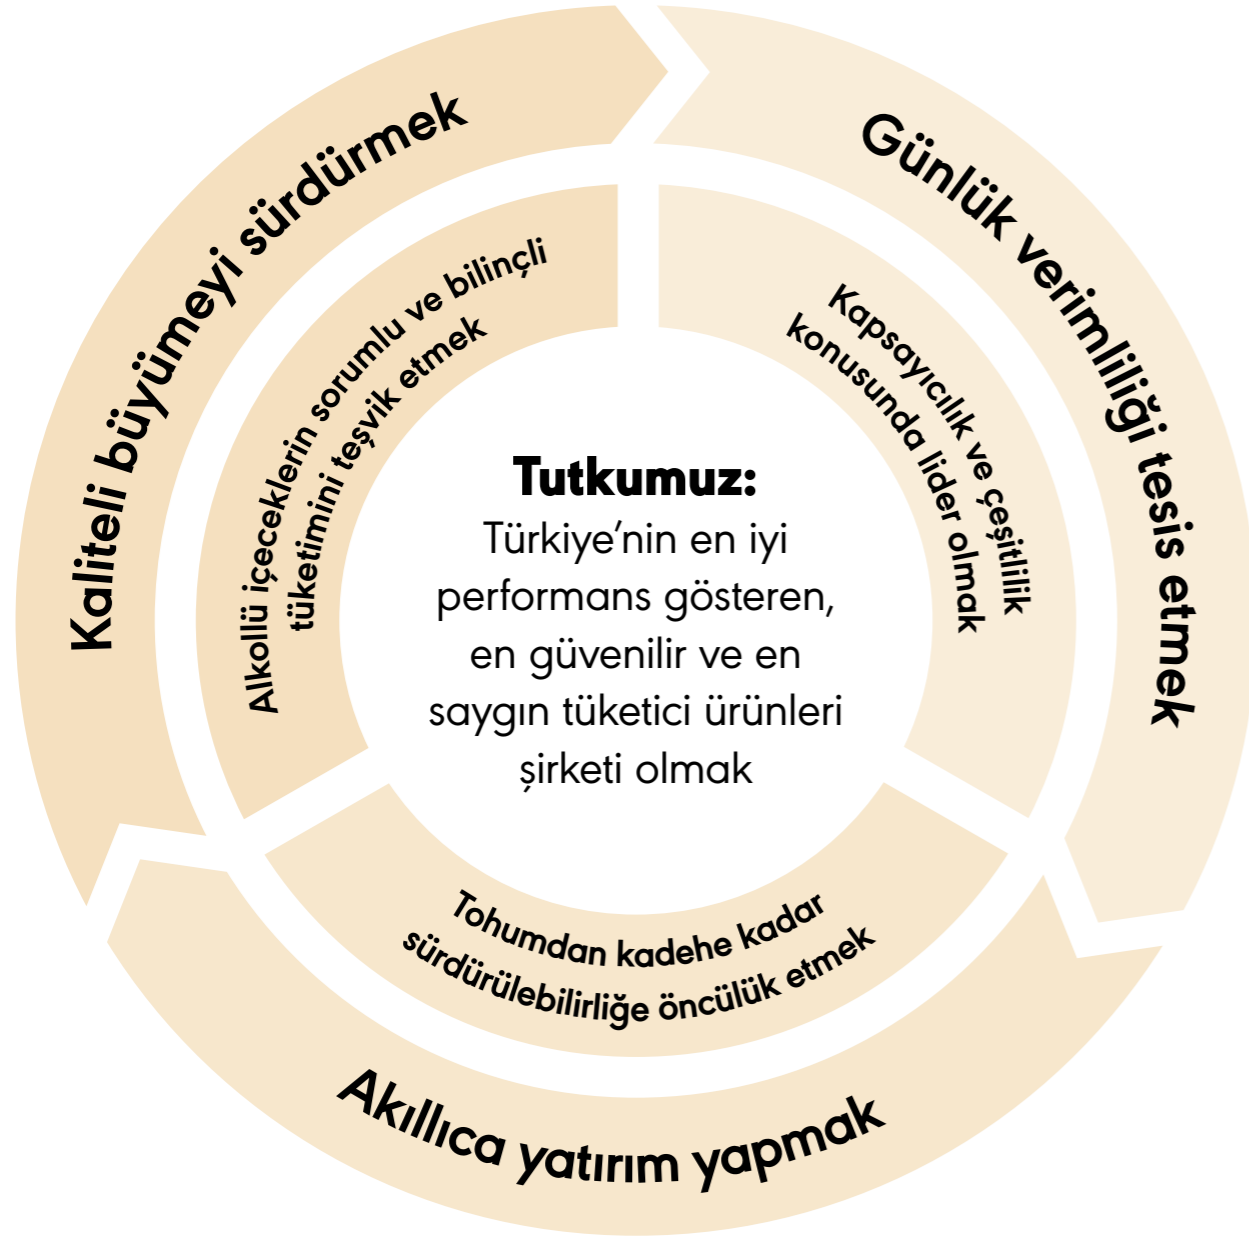 Kaliteli büyümeyi sürdürmek
Günlük verimliliği tesis etmek
Akıllıca yatırım yapmak
Alkollü içeceklerin sorumlu ve bilinçli
tüketimini teşvik etmek
Kapsayıcılık ve çeşitlilik
konusunda lider olmak
Tohumdan kadehe kadar
sürdürülebilirliğe öncülük etmek
Tutkumuz:
Türkiye’nin en iyi
performans gösteren,
en güvenilir ve en
saygın tüketici ürünleri
şirketi olmak